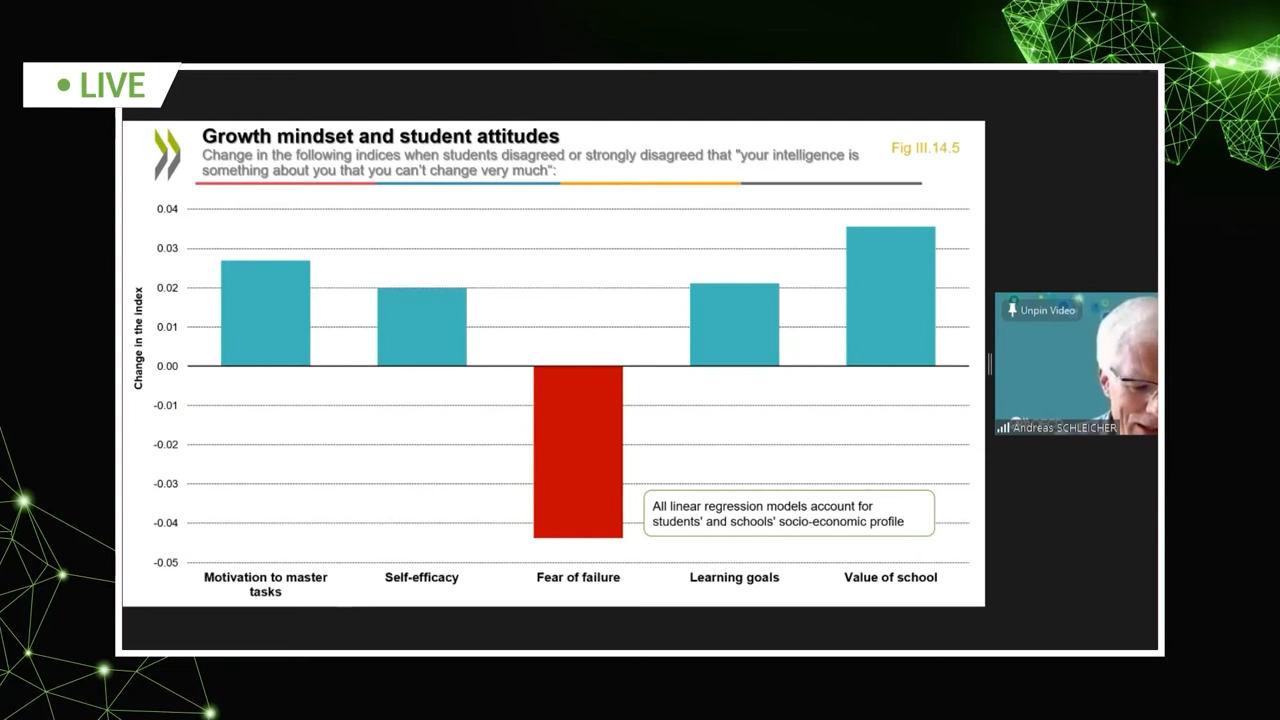 • LIVE
Growth mindset and student attitudes
Change in the following indices when students disagreed or strongly disagreed that "your intelligence is
something about you that you can't change very much":
Fig III.14.5
0.04
0.03
0.02
0.01
0.00
-0.01
-0.02
-0.03
-0.04
-0.05
Change in the index
All linear regression models account for
students' and schools' socio-economic profile
Motivation to master
tasks
Self-efficacy
Fear of failure
Learning goals
Value of school
Unpin Video
Andreas SCHLEICHER